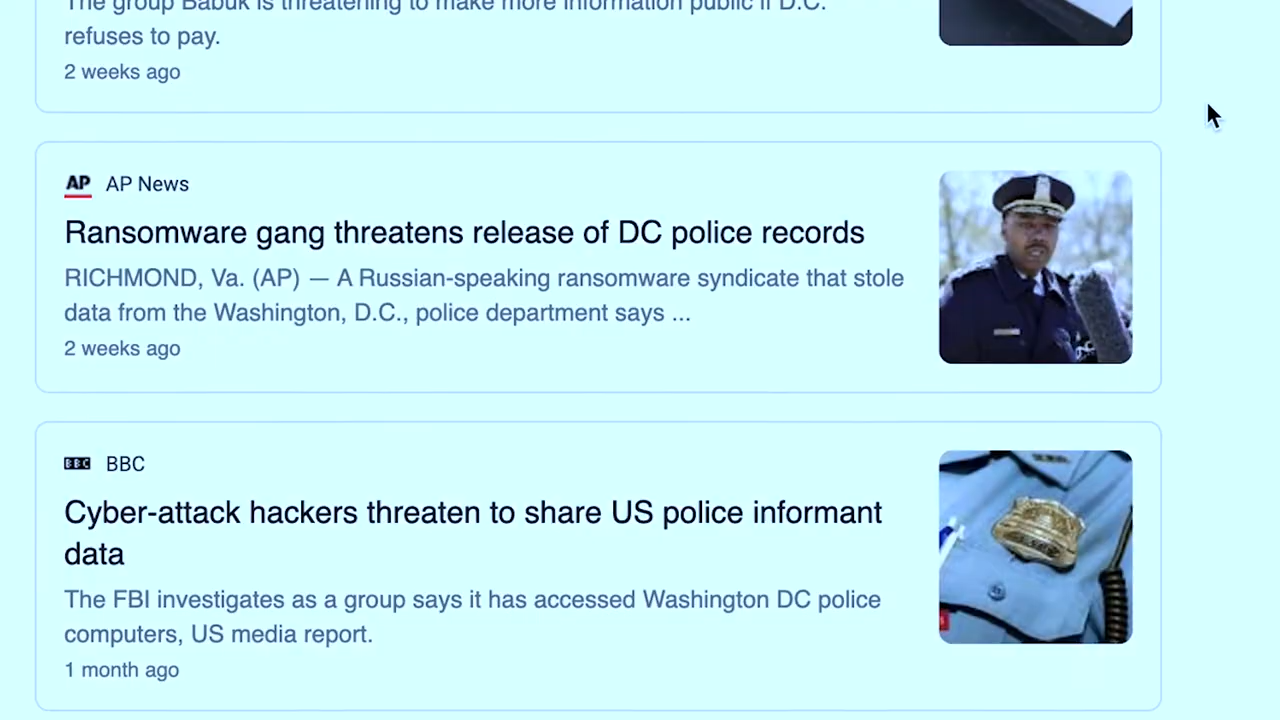 The group Babuk is threatening to make more information public if D.C.
refuses to pay.
2 weeks ago
AP AP News
Ransomware gang threatens release of DC police records
RICHMOND, Va. (AP) — A Russian-speaking ransomware syndicate that stole
data from the Washington, D.C., police department says ...
2 weeks ago
BBC BBC
Cyber-attack hackers threaten to share US police informant
data
The FBI investigates as a group says it has accessed Washington DC police
computers, US media report.
1 month ago